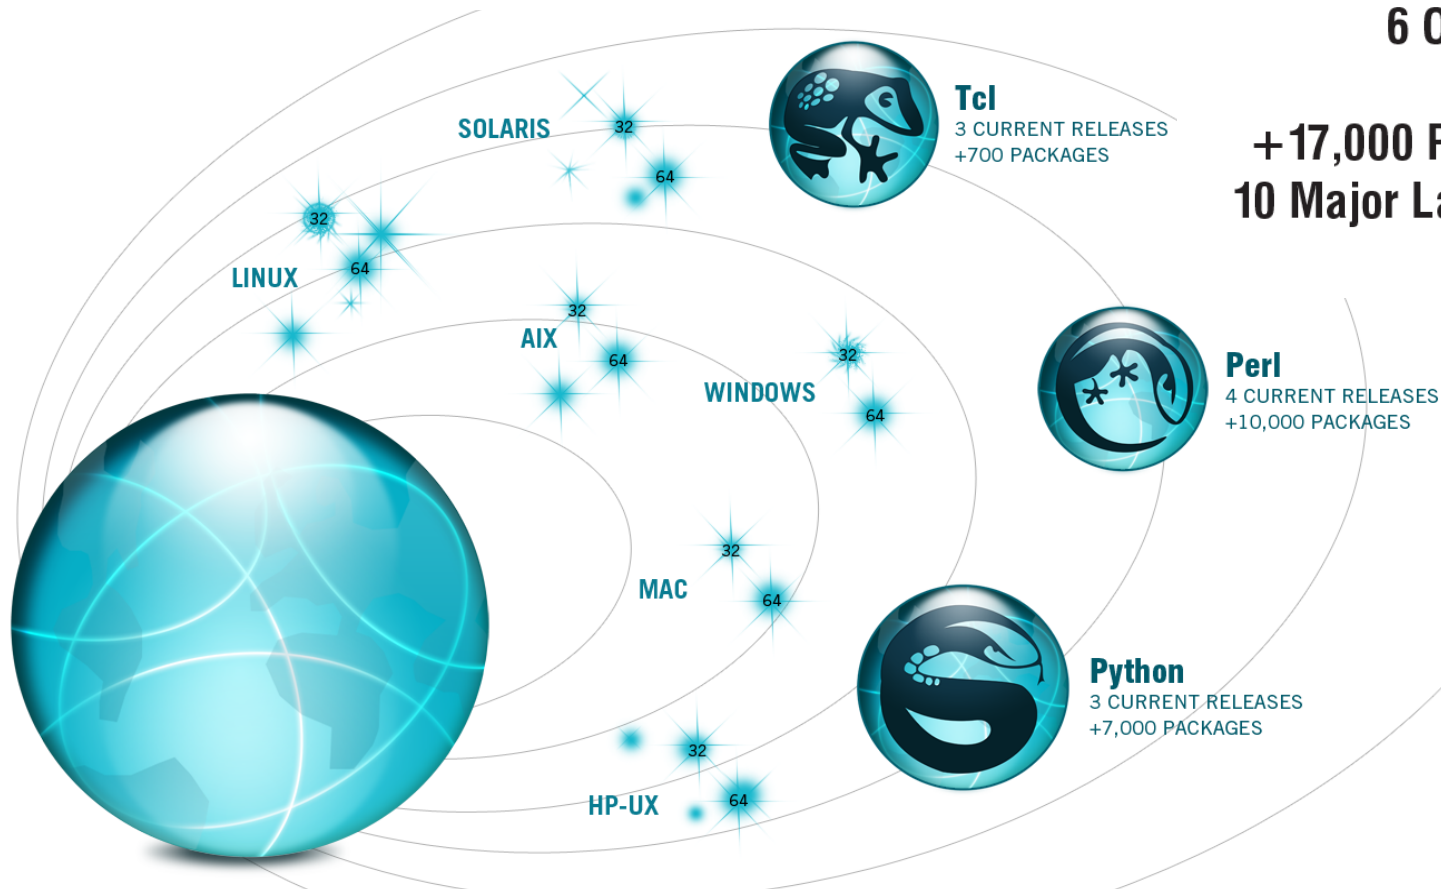 6
+17,000
10 Major
SOLARIS
32
64
Tcl
3 CURRENT RELEASES
+700 PACKAGES
32
64
LINUX
32
64
AIX
32
64
WINDOWS
Perl
4 CURRENT RELEASES
+10,000 PACKAGES
32
64
MAC
Python
3 CURRENT RELEASES
+7,000 PACKAGES
32
64
HP-UX